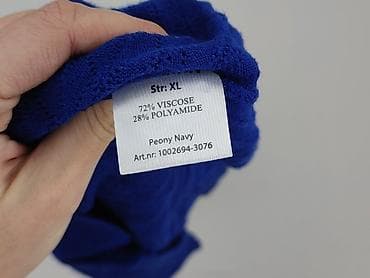 Str: XL
72% VISCOSE
28% POLYAMIDE
Peony Navy
Art.nr: 1002694-3076